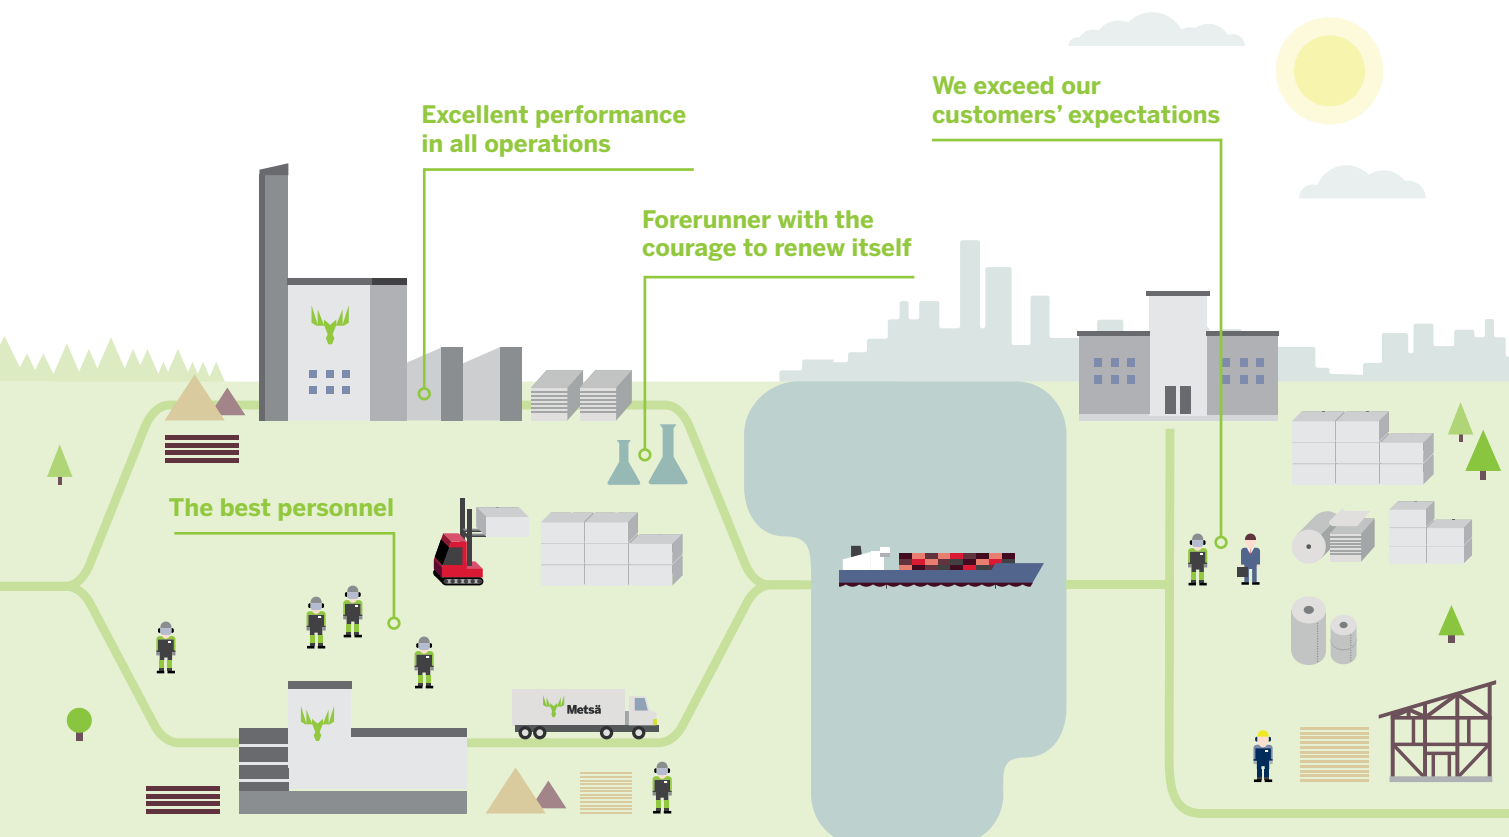 We exceed our
customers’ expectations
Excellent performance
in all operations
Forerunner with the
courage to renew itself
The best personnel
Metsä